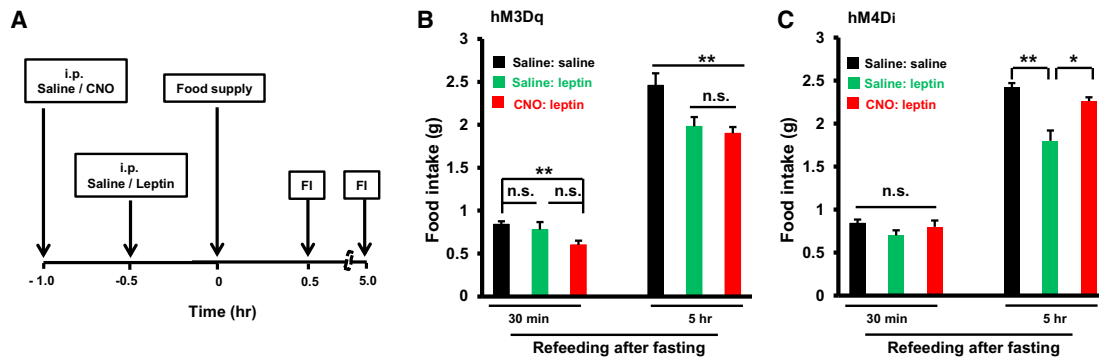 A
i.p.
Saline / CNO
Food supply
i.p.
Saline / Leptin
FI
FI
- 1.0
-0.5
0
0.5
5.0
Time (hr)
B
hM3Dq
Food intake (g)
3
2.5
2
1.5
1
0.5
0
Saline: saline
Saline: leptin
CNO: leptin
**
n.s.
n.s.
**
n.s.
30 min
5 hr
Refeeding after fasting
C
hM4Di
Food intake (g)
3
2.5
2
1.5
1
0.5
0
Saline: saline
Saline: leptin
CNO: leptin
n.s.
**
*
30 min
5 hr
Refeeding after fasting